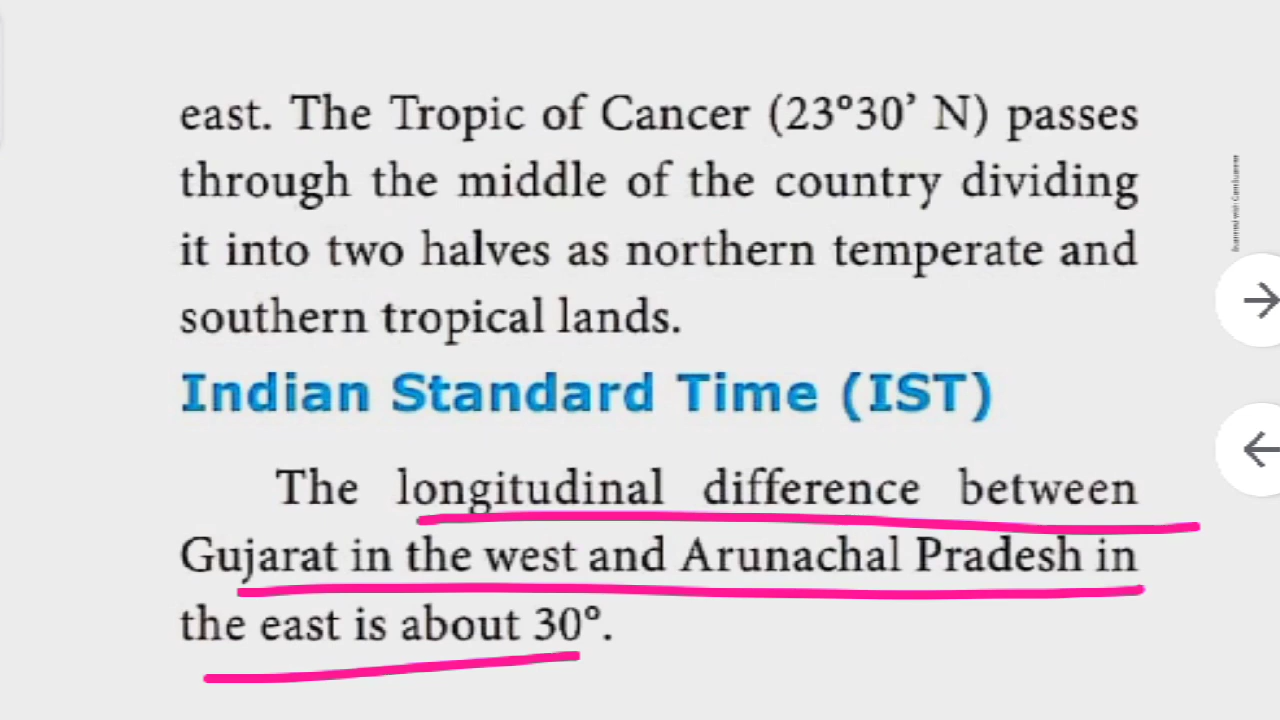 east. The Tropic of Cancer (23°30’ N) passes
through the middle of the country dividing
it into two halves as northern temperate and
southern tropical lands.
Indian Standard Time (IST)
The longitudinal difference between
Gujarat in the west and Arunachal Pradesh in
the east is about 30°.